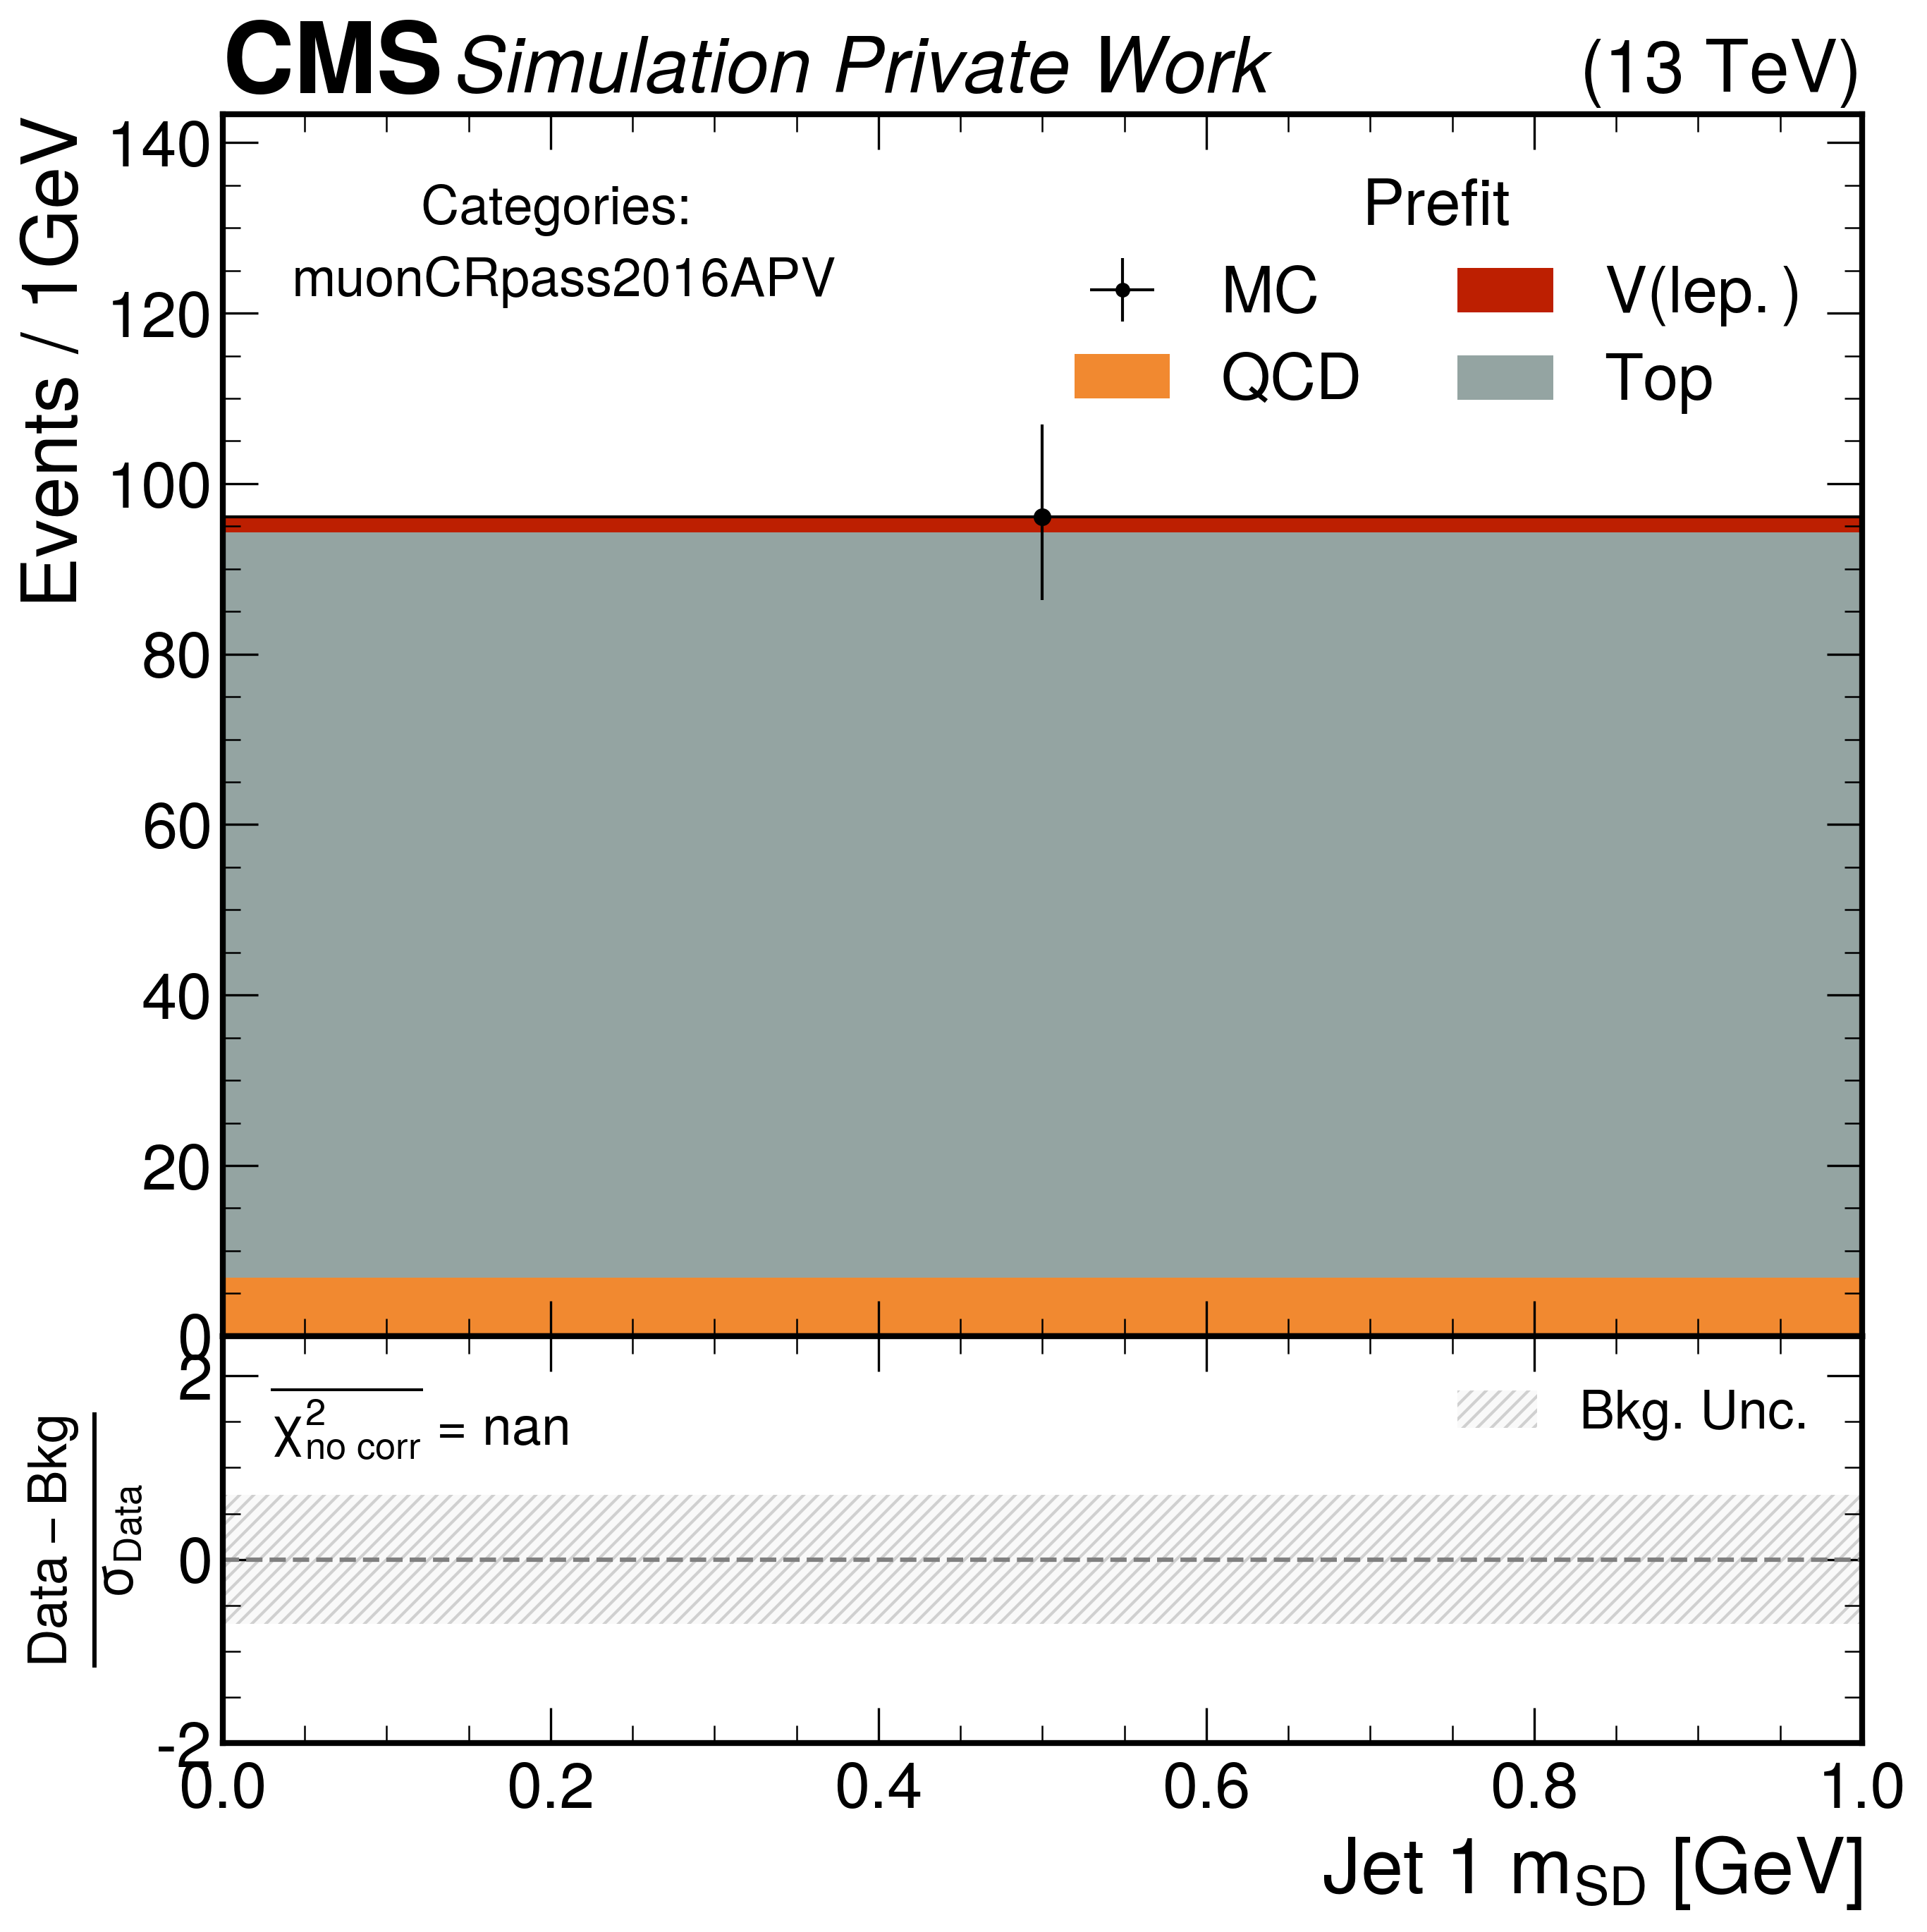 CMS Simulation Private Work (13 TeV)
Events / 1GeV
140
120
100
80
60
40
20
0
Categories:
muonCRpass2016APV
Prefit
MC
V(lep.)
QCD
Top
Data − Bkg
σData
2
0
-2
χ²no corr = nan
Bkg. Unc.
0.0 0.2 0.4 0.6 0.8 1.0
Jet 1 mSD [GeV]